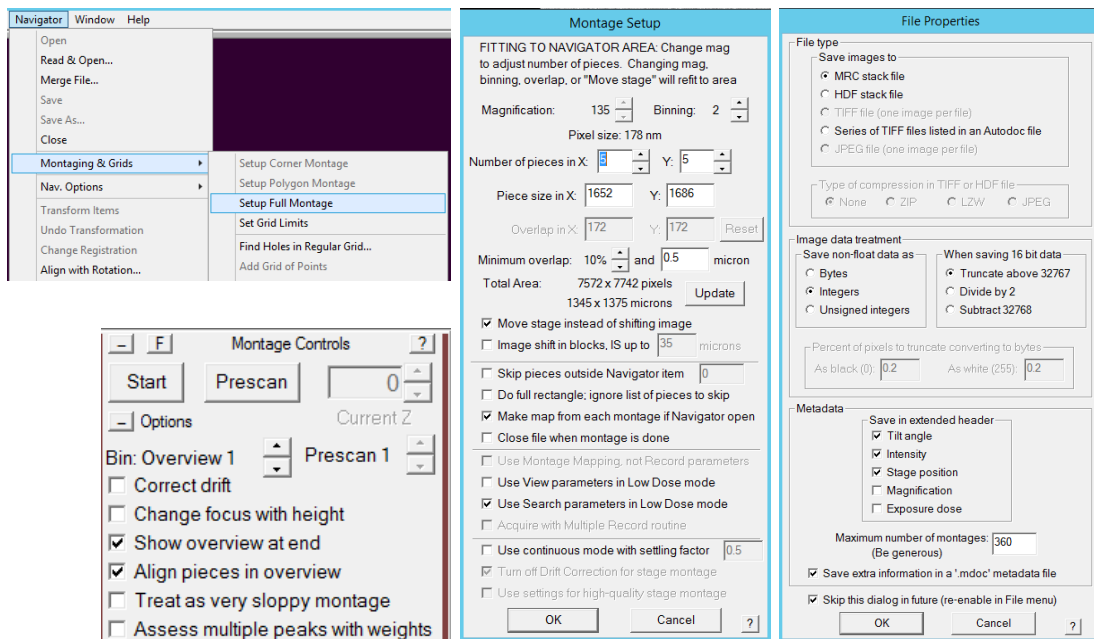 Navigator Window Help
Open
Read & Open...
Merge File...
Save
Save As...
Close
Montaging & Grids
Nav. Options
Transform Items
Undo Transformation
Change Registration
Align with Rotation...
Setup Corner Montage
Setup Polygon Montage
Setup Full Montage
Set Grid Limits
Find Holes in Regular Grid...
Add Grid of Points
– F Montage Controls ?
Start Prescan 0
– Options Current Z
Bin: Overview 1 Prescan 1
Correct drift
Change focus with height
Show overview at end
Align pieces in overview
Treat as very sloppy montage
Assess multiple peaks with weights
Montage Setup
FITTING TO NAVIGATOR AREA: Change mag
to adjust number of pieces. Changing mag,
binning, overlap, or "Move stage" will refit to area
Magnification: 135 Binning: 2
Pixel size: 178 nm
Number of pieces in X: 5 Y: 5
Piece size in X: 1652 Y: 1686
Overlap in X: 172 Y: 172 Reset
Minimum overlap: 10% and 0.5 micron
Total Area: 7572 x 7742 pixels
1345 x 1375 microns Update
Move stage instead of shifting image
Image shift in blocks, IS up to 35 microns
Skip pieces outside Navigator item 0
Do full rectangle; ignore list of pieces to skip
Make map from each montage if Navigator open
Close file when montage is done
Use Montage Mapping, not Record parameters
Use View parameters in Low Dose mode
Use Search parameters in Low Dose mode
Acquire with Multiple Record routine
Use continuous mode with settling factor 0.5
Turn off Drift Correction for stage montage
Use settings for high-quality stage montage
OK Cancel ?
File Properties
File type
Save images to
MRC stack file
HDF stack file
TIFF file (one image per file)
Series of TIFF files listed in an Autodoc file
JPEG file (one image per file)
Type of compression in TIFF or HDF file
None ZIP LZW JPEG
Image data treatment
Save non-float data as
Bytes
Integers
Unsigned integers
When saving 16 bit data
Truncate above 32767
Divide by 2
Subtract 32768
Percent of pixels to truncate converting to bytes
As black (0): 0.2 As white (255): 0.2
Metadata
Save in extended header
Tilt angle
Intensity
Stage position
Magnification
Exposure dose
Maximum number of montages: 360
(Be generous)
Save extra information in a '.mdoc' metadata file
Skip this dialog in future (re-enable in File menu)
OK Cancel ?